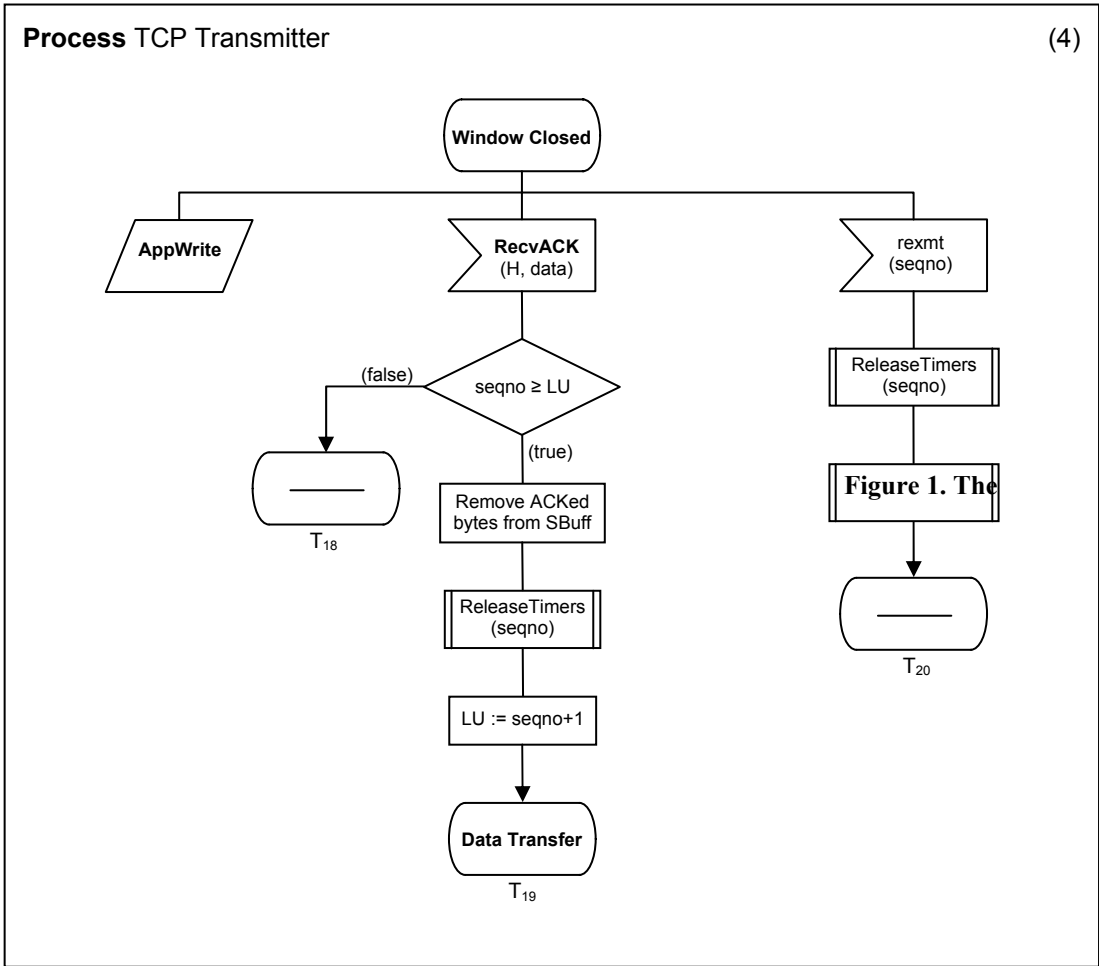 Process TCP Transmitter (4)
Window Closed
AppWrite
RecvACK
(H, data)
rexmt
(seqno)
(false)
seqno ≥ LU
(true)
ReleaseTimers
(seqno)
T18
Remove ACKed
bytes from SBuff
Figure 1. The
ReleaseTimers
(seqno)
T20
LU := seqno+1
Data Transfer
T19